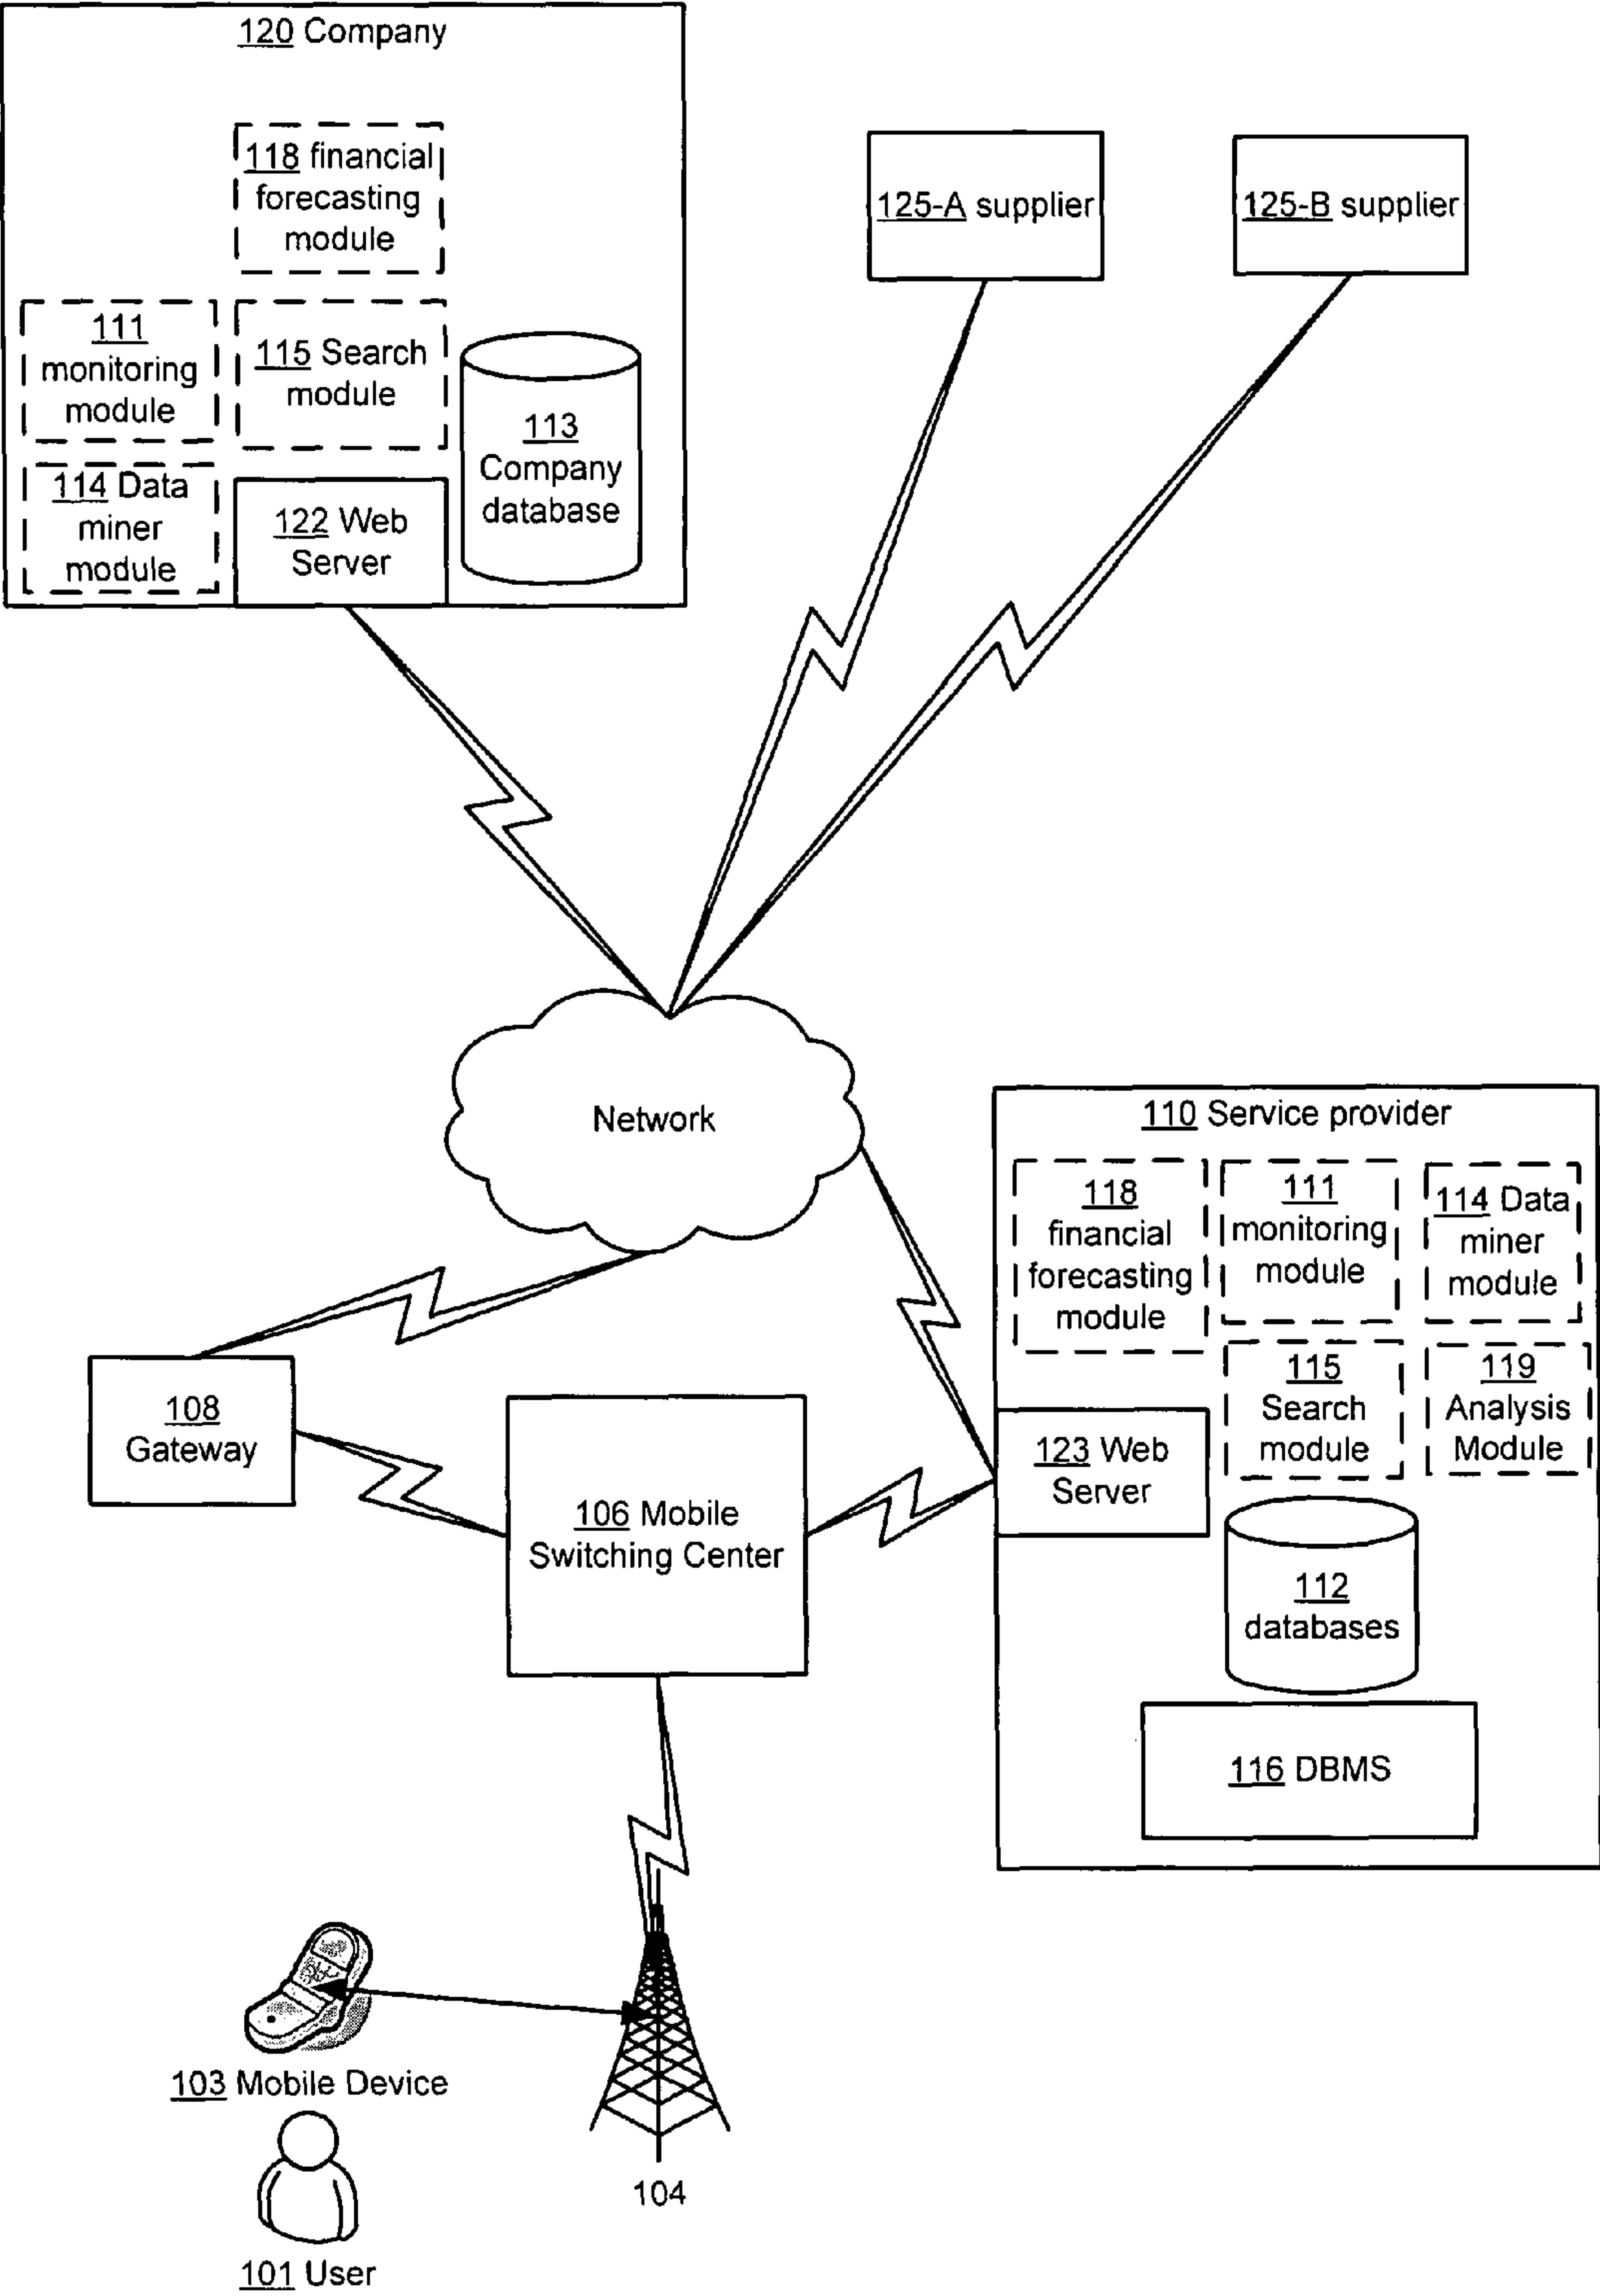 120 Company
118 financial
forecasting
module
111
monitoring
module
115 Search
module
113
Company
database
114 Data
miner
module
122 Web
Server
125-A supplier
125-B supplier
Network
110 Service provider
118
financial
forecasting
module
111
monitoring
module
114 Data
miner
module
115
Search
module
119
Analysis
Module
123 Web
Server
112
databases
116 DBMS
108
Gateway
106 Mobile
Switching Center
103 Mobile Device
104
101 User